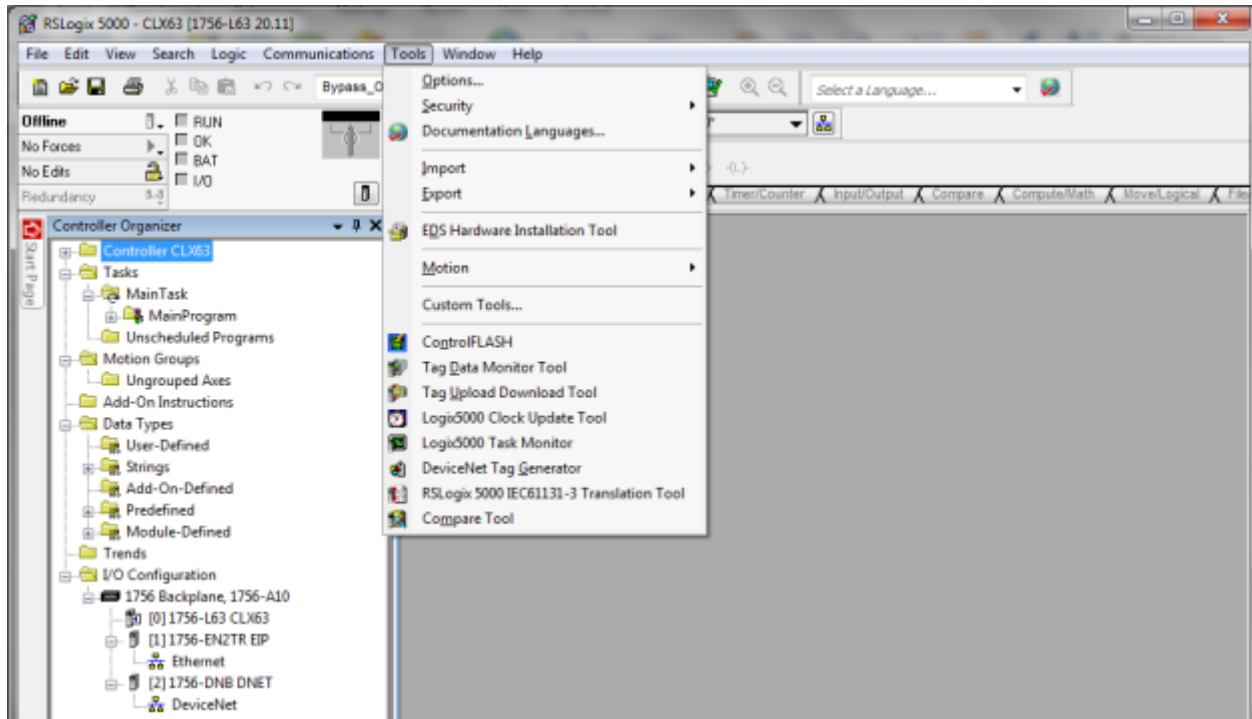 RSLogix 5000 - CLX63 [1756-L63 20.11]
File Edit View Search Logic Communications Tools Window Help
Bypass_O
Select a Language...
Offline
RUN
No Forces
OK
No Edits
BAT
Redundancy
I/O
-(L)-
Timer/Counter Input/Output Compare Compute/Math Move/Logical File
Start Page
Controller Organizer
Controller CLX63
Tasks
MainTask
MainProgram
Unscheduled Programs
Motion Groups
Ungrouped Axes
Add-On Instructions
Data Types
User-Defined
Strings
Add-On-Defined
Predefined
Module-Defined
Trends
I/O Configuration
1756 Backplane, 1756-A10
[0] 1756-L63 CLX63
[1] 1756-EN2TR EIP
Ethernet
[2] 1756-DNB DNET
DeviceNet
Options...
Security
Documentation Languages...
Import
Export
EDS Hardware Installation Tool
Motion
Custom Tools...
ControlFLASH
Tag Data Monitor Tool
Tag Upload Download Tool
Logix5000 Clock Update Tool
Logix5000 Task Monitor
DeviceNet Tag Generator
RSLogix 5000 IEC61131-3 Translation Tool
Compare Tool